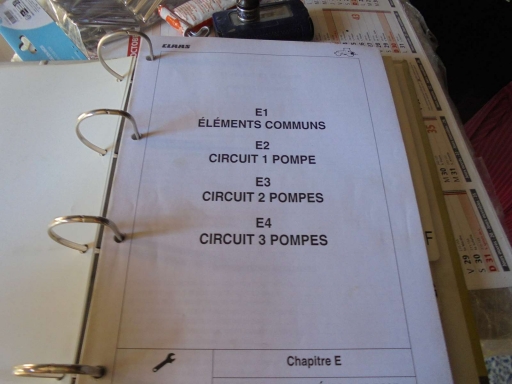 CLAAS
E1
ÉLÉMENTS COMMUNS
E2
CIRCUIT 1 POMPE
E3
CIRCUIT 2 POMPES
E4
CIRCUIT 3 POMPES
Chapitre E